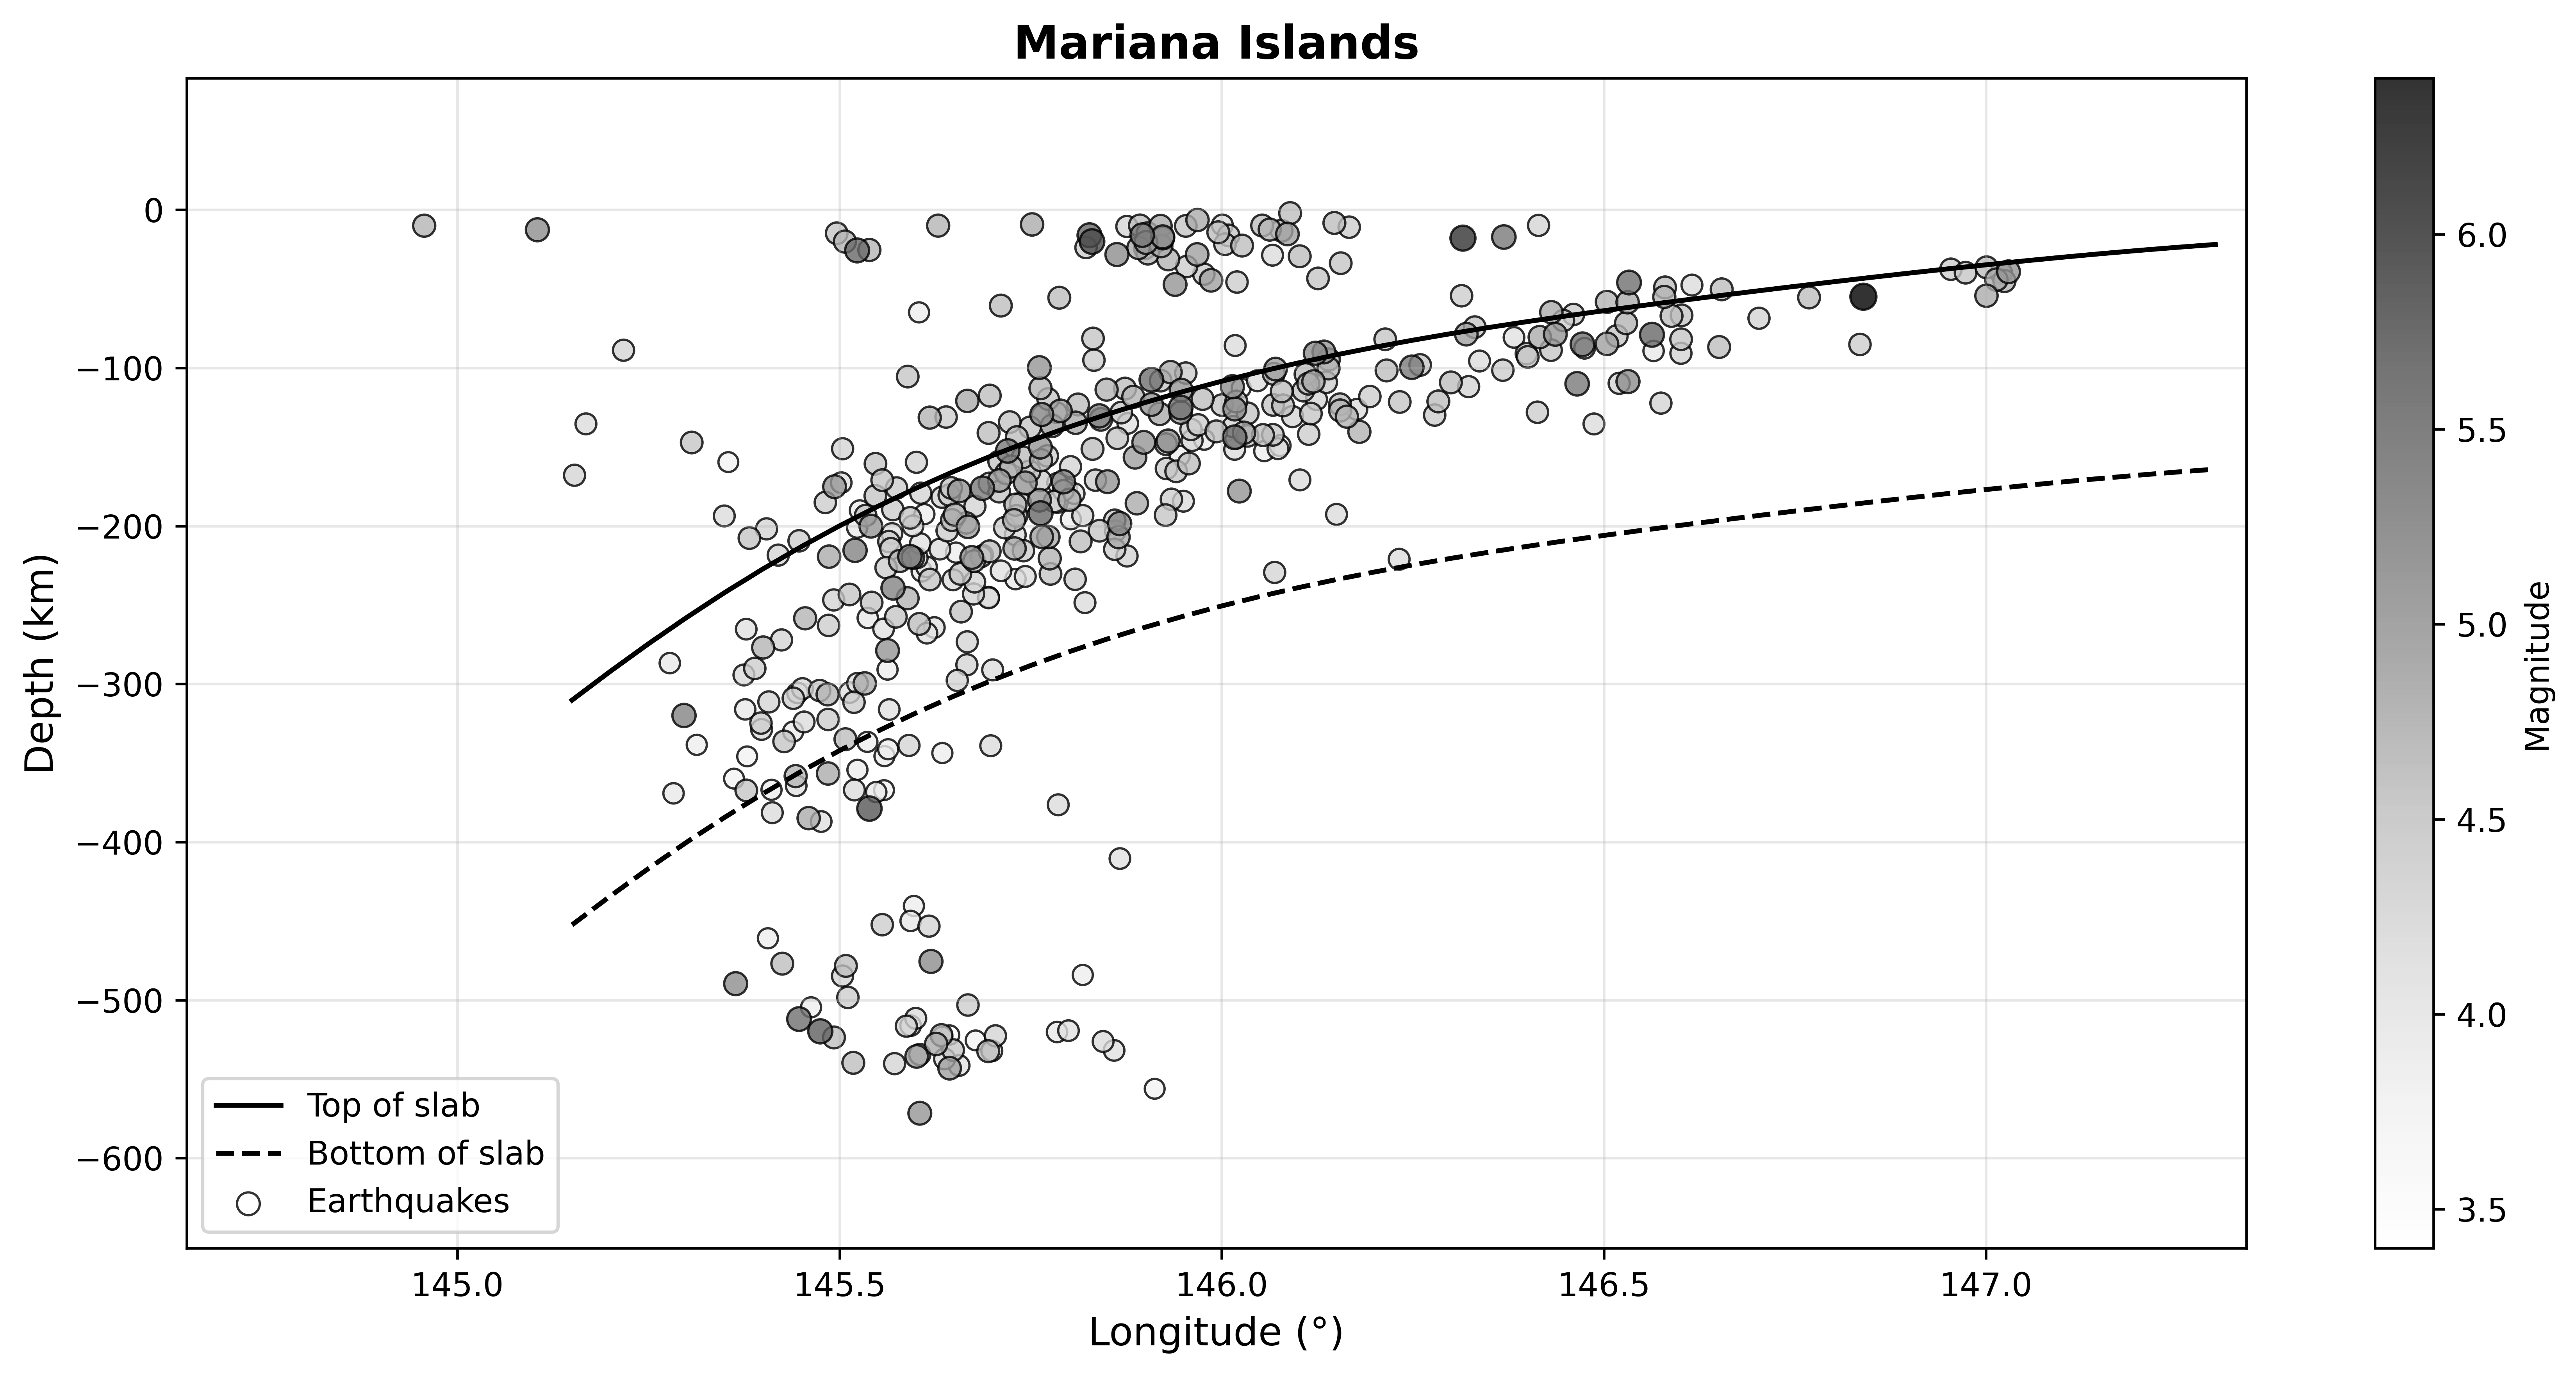 Mariana Islands
0
−100
−200
−300
−400
−500
−600
Depth (km)
145.0
145.5
146.0
146.5
147.0
Longitude (°)
Top of slab
Bottom of slab
Earthquakes
6.0
5.5
5.0
4.5
4.0
3.5
Magnitude